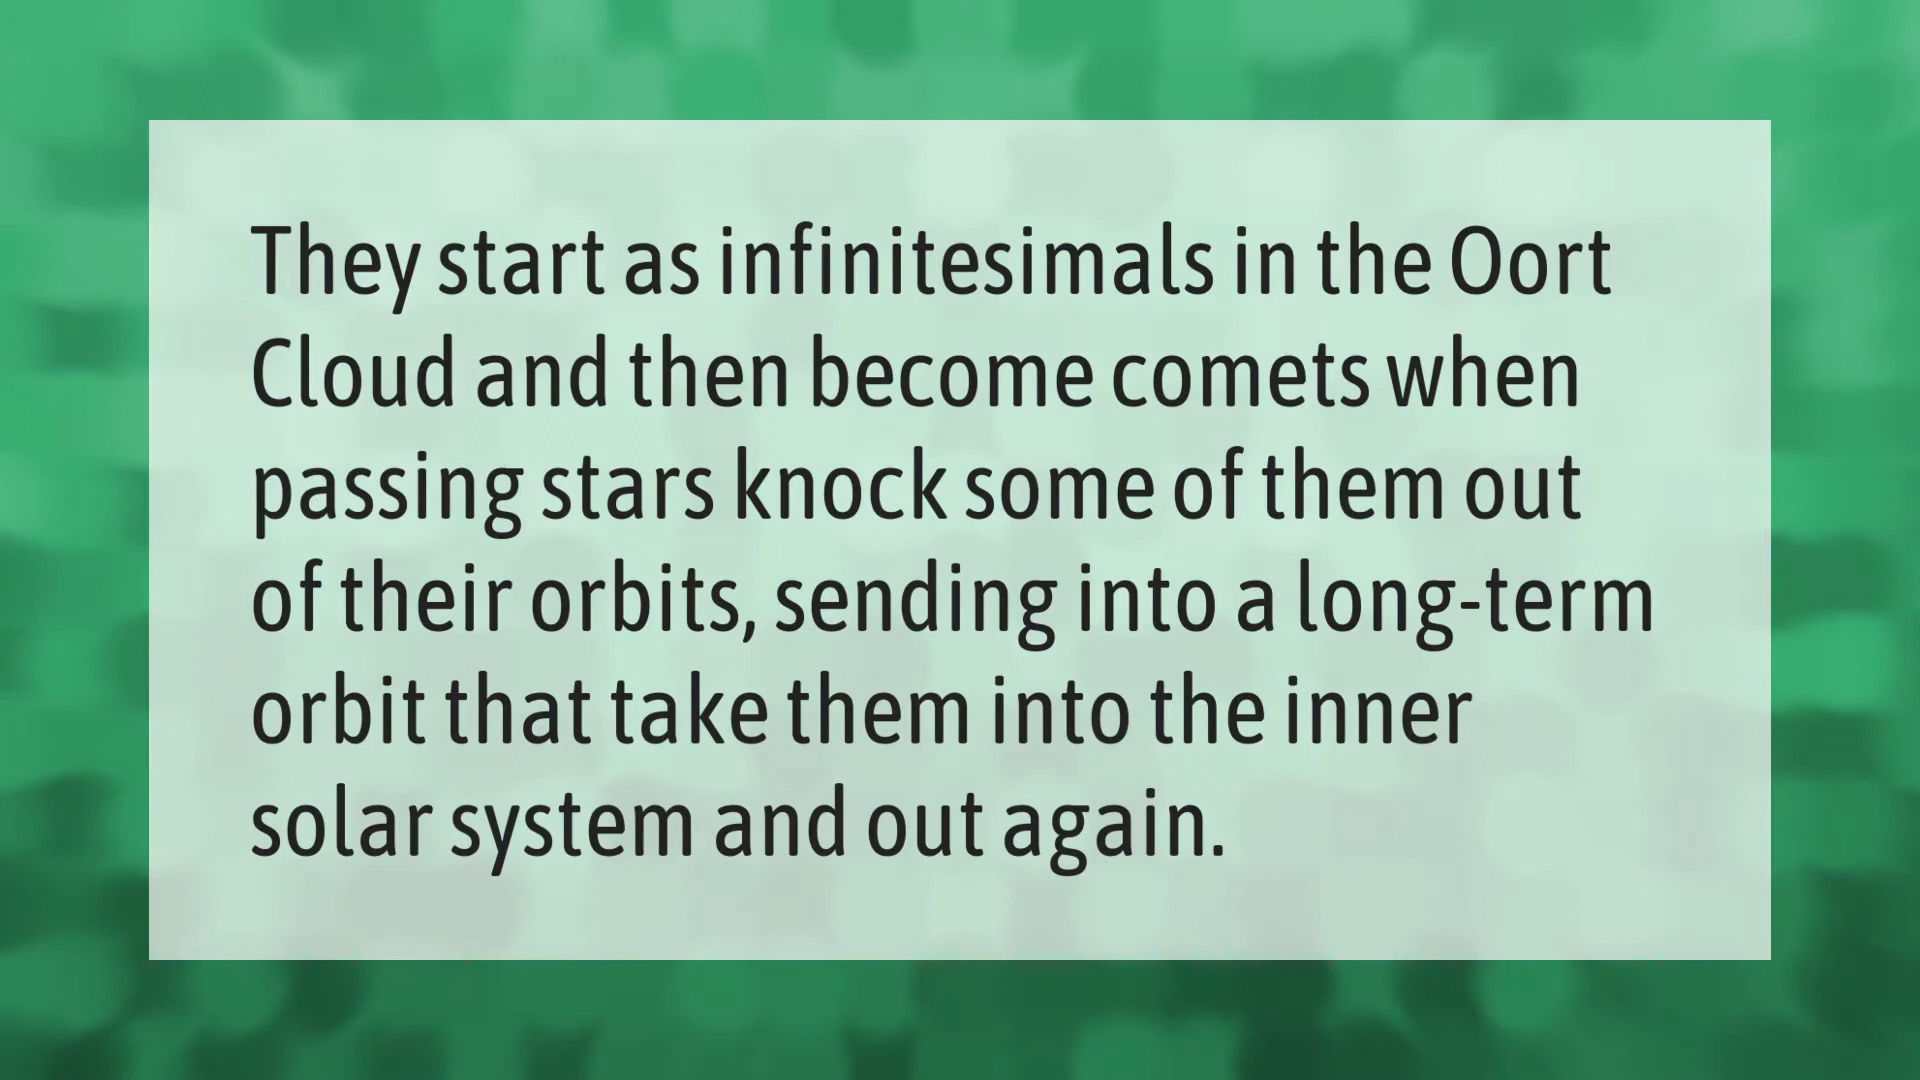 They start as infinitesimals in the Oort
Cloud and then become comets when
passing stars knock some of them out
of their orbits, sending into a long-term
orbit that take them into the inner
solar system and out again.